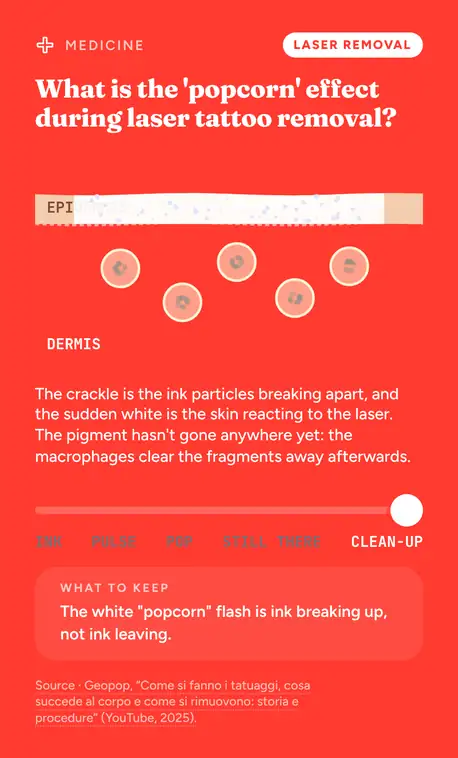 MEDICINE
LASER REMOVAL
What is the 'popcorn' effect
during laser tattoo removal?
EPI
DERMIS
The crackle is the ink particles breaking apart, and
the sudden white is the skin reacting to the laser.
The pigment hasn't gone anywhere yet: the
macrophages clear the fragments away afterwards.
INK PULSE POP STILL THERE CLEAN-UP
WHAT TO KEEP
The white "popcorn" flash is ink breaking up,
not ink leaving.
Source · Geopop, "Come si fanno i tatuaggi, cosa
succede al corpo e come si rimuovono: storia e
procedure" (YouTube, 2025).